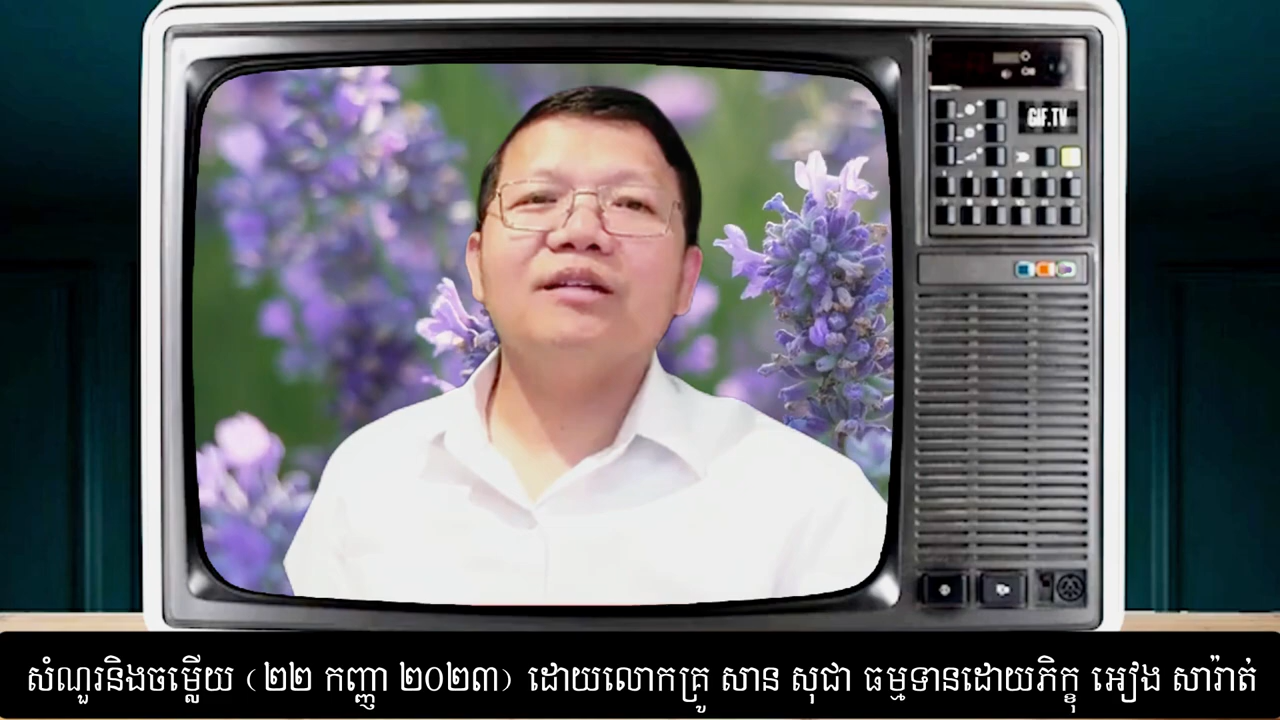 GIF.TV
សំណួរនិងចម្លើយ (២២ កញ្ញា ២០២៣) ដោយលោកគ្រូ សាន សុជា ធម្មទានដោយភិក្ខុ អៀង សារ៉ាត់